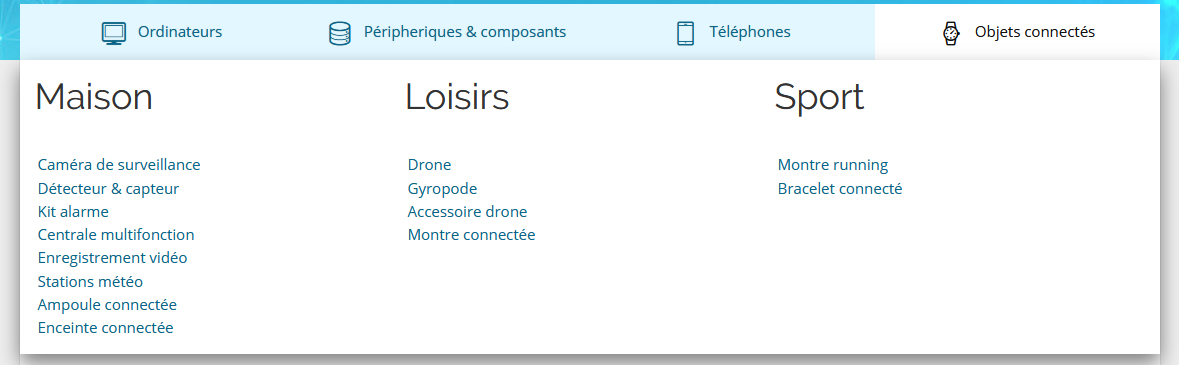 Ordinateurs
Péripheriques & composants
Téléphones
Objets connectés
Maison
Caméra de surveillance
Détecteur & capteur
Kit alarme
Centrale multifonction
Enregistrement vidéo
Stations météo
Ampoule connectée
Enceinte connectée
Loisirs
Drone
Gyropode
Accessoire drone
Montre connectée
Sport
Montre running
Bracelet connecté